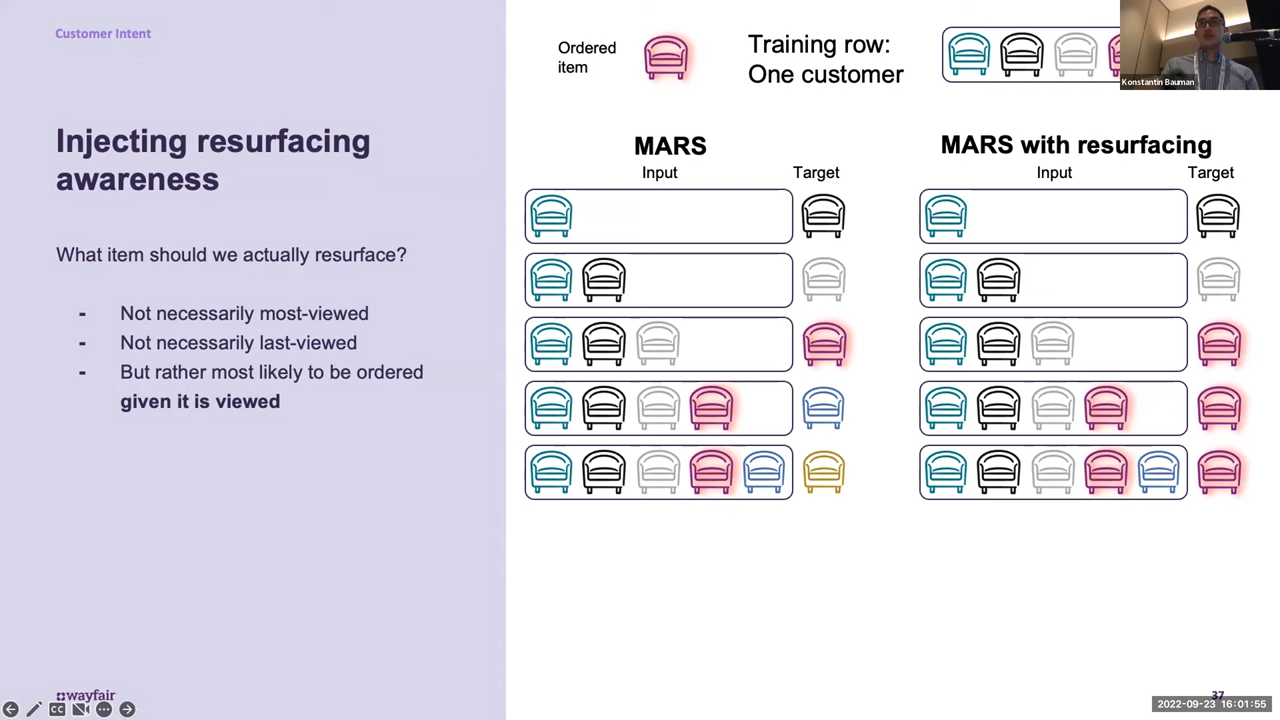 Customer Intent
Injecting resurfacing
awareness
What item should we actually resurface?
- Not necessarily most-viewed
- Not necessarily last-viewed
- But rather most likely to be ordered
given it is viewed
Ordered
item
Training row:
One customer
Konstantin Bauman
MARS
Input
Target
MARS with resurfacing
Input
Target
wayfair
CC
37
2022-09-23 16:01:55